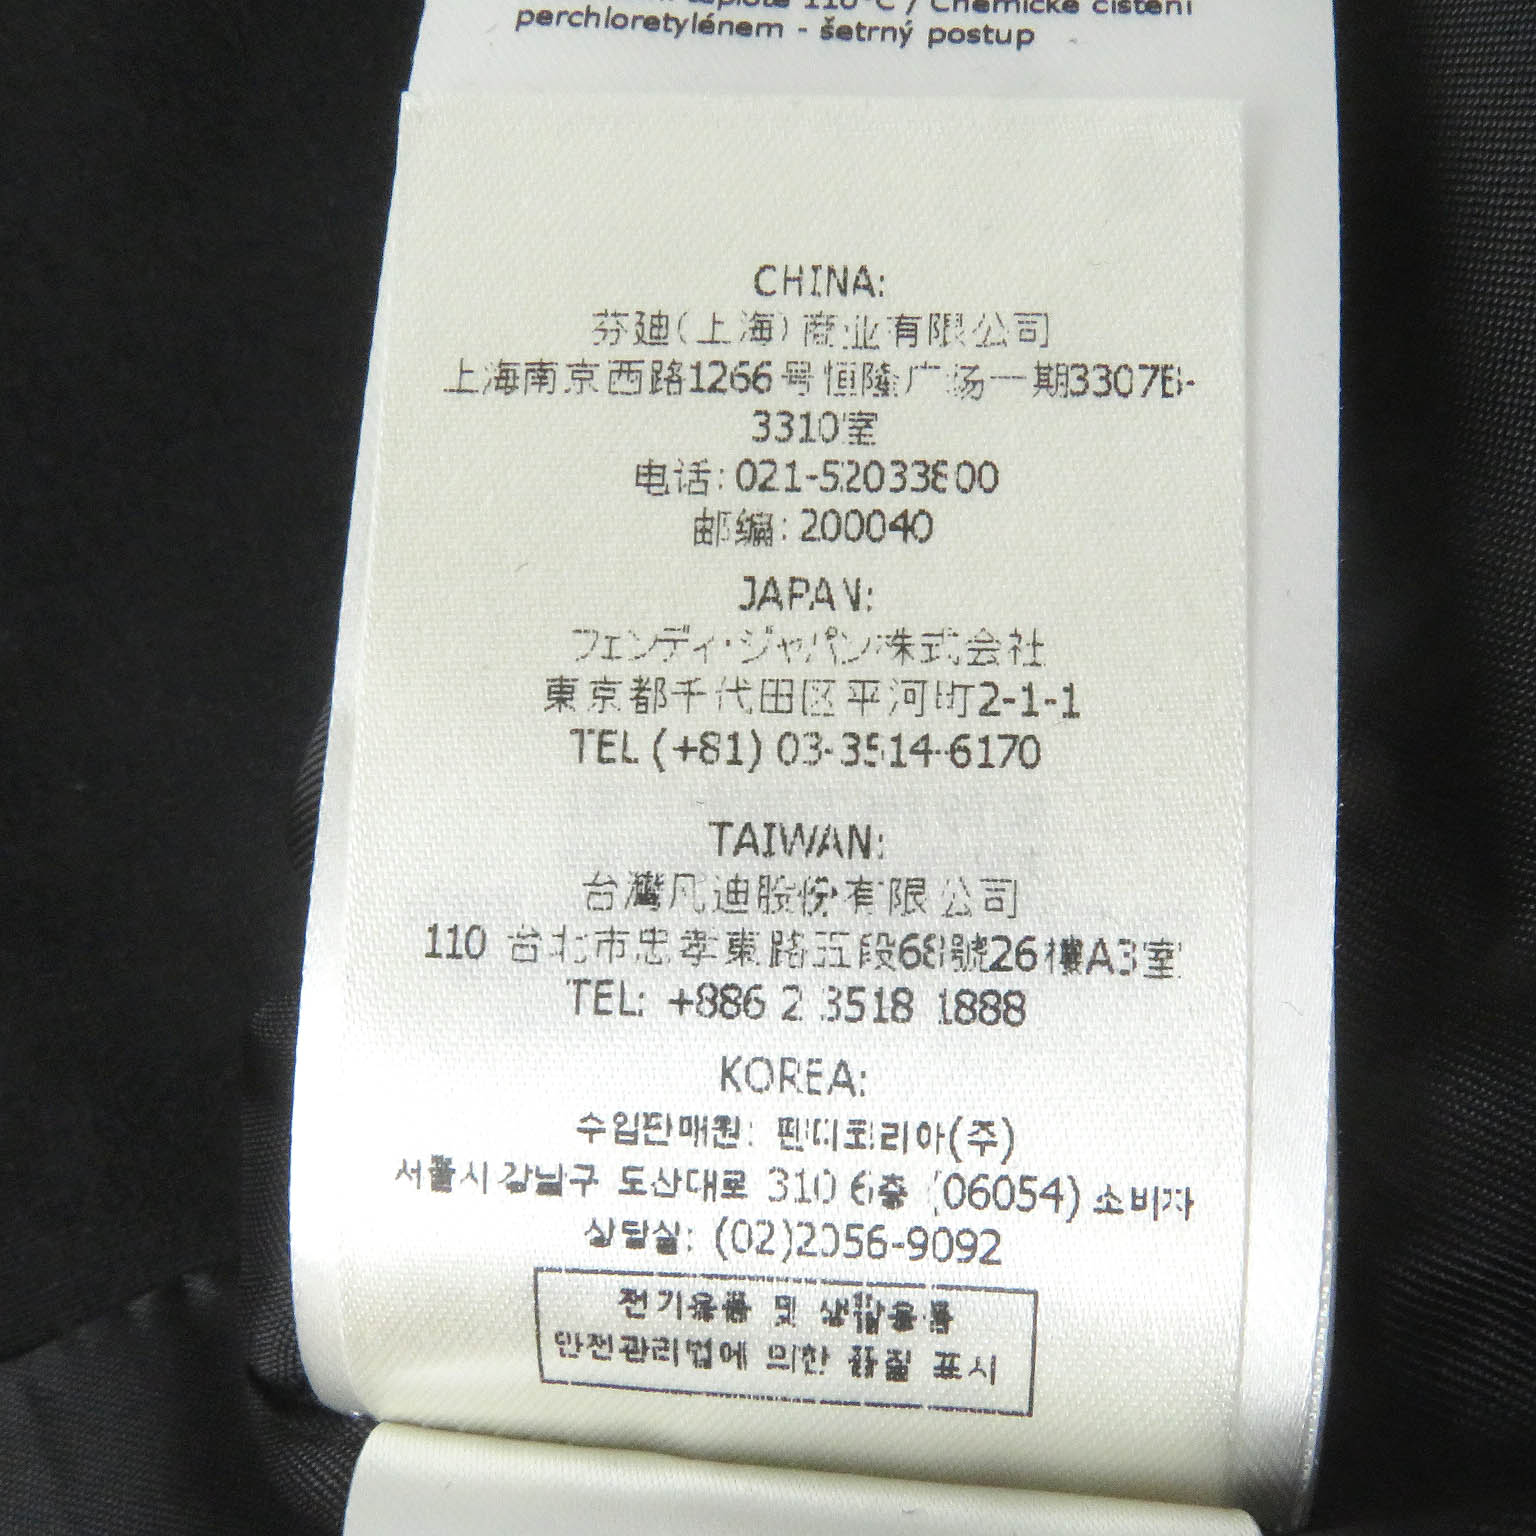 teplotě 110°C / Chemické čištění
perchloretylénem - šetrný postup
CHINA:
芬迪(上海)商业有限公司
上海南京西路1266号恒隆广场一期3307B-
3310室
电话: 021-52033800
邮编: 200040
JAPAN:
フェンディ・ジャパン株式会社
東京都千代田区平河町2-1-1
TEL (+81) 03-3514-6170
TAIWAN:
台灣凡迪股份有限公司
110 台北市忠孝東路五段68號26樓A3室
TEL: +886 2 3518 1888
KOREA:
수입판매원: 펜디코리아(주)
서울시 강남구 도산대로 310 6층 (06054) 소비자
상담실: (02)2056-9092
전기용품 및 생활용품
안전관리법에 의한 품질 표시